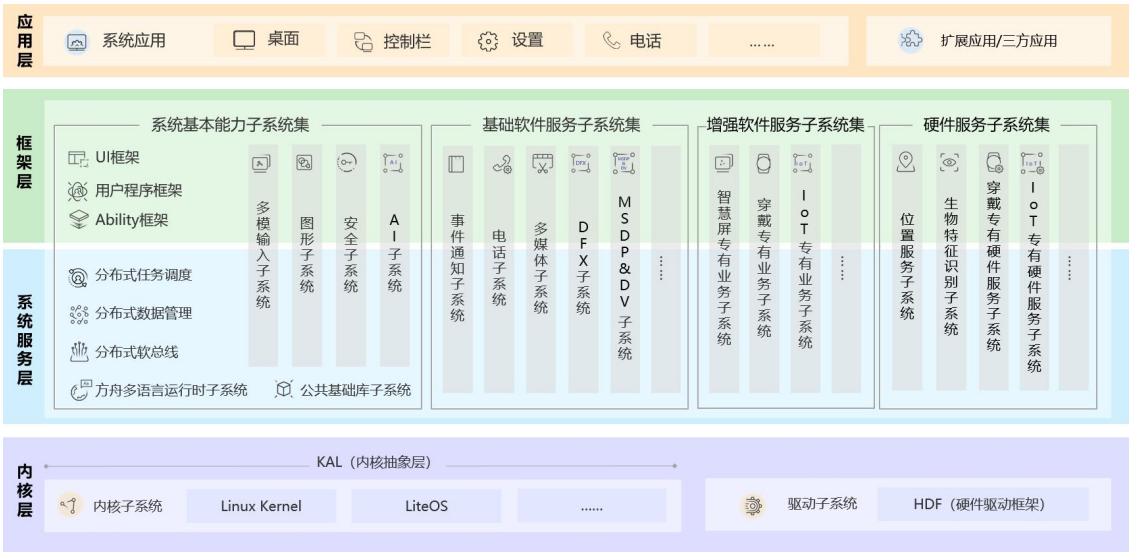 应用层
系统应用
桌面
控制栏
设置
电话
……
扩展应用/三方应用
框架层
系统服务层
系统基本能力子系统集
UI框架
用户程序框架
Ability框架
分布式任务调度
分布式数据管理
分布式软总线
方舟多语言运行时子系统
公共基础库子系统
多模输入子系统
图形子系统
安全子系统
AI
AI子系统
基础软件服务子系统集
事件通知子系统
电话子系统
多媒体子系统
DFX
DFX子系统
MSDP
&
DV
MSDP&DV子系统
……
增强软件服务子系统集
智慧屏专有业务子系统
穿戴专有业务子系统
IoT
IoT专有业务子系统
……
硬件服务子系统集
位置服务子系统
生物特征识别子系统
穿戴专有硬件服务子系统
IoT
IoT专有硬件服务子系统
……
内核层
KAL（内核抽象层）
内核子系统
Linux Kernel
LiteOS
……
驱动子系统
HDF（硬件驱动框架）